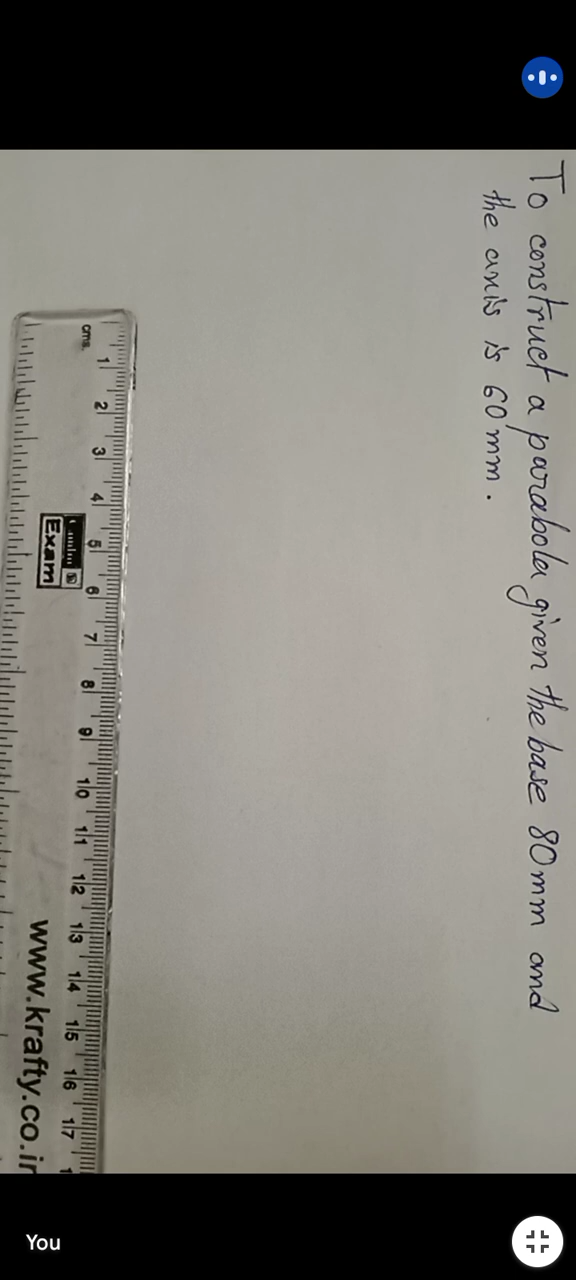 To construct a parabola given the base 80mm and
the axis is 60mm.
cms. 1 2 3 4 5 6 7 8 9 10 11 12 13 14 15 16 17
Exam
www.krafty.co.in
You